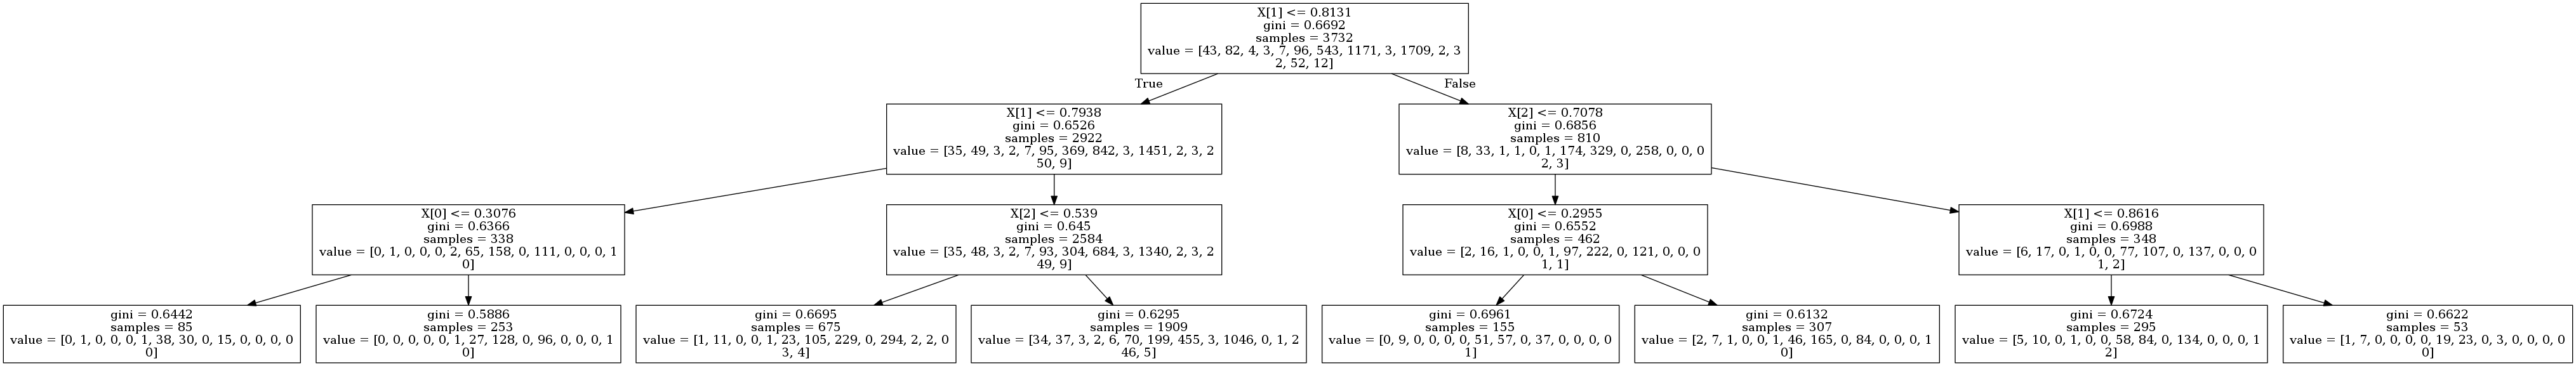 X[1] <= 0.8131
gini = 0.6692
samples = 3732
value = [43, 82, 4, 3, 7, 96, 543, 1171, 3, 1709, 2, 3
2, 52, 12]
True
False
X[1] <= 0.7938
gini = 0.6526
samples = 2922
value = [35, 49, 3, 2, 7, 95, 369, 842, 3, 1451, 2, 3, 2
50, 9]
X[2] <= 0.7078
gini = 0.6856
samples = 810
value = [8, 33, 1, 1, 0, 1, 174, 329, 0, 258, 0, 0, 0
2, 3]
X[0] <= 0.3076
gini = 0.6366
samples = 338
value = [0, 1, 0, 0, 0, 2, 65, 158, 0, 111, 0, 0, 0, 1
0]
X[2] <= 0.539
gini = 0.645
samples = 2584
value = [35, 48, 3, 2, 7, 93, 304, 684, 3, 1340, 2, 3, 2
49, 9]
X[0] <= 0.2955
gini = 0.6552
samples = 462
value = [2, 16, 1, 0, 0, 1, 97, 222, 0, 121, 0, 0, 0
1, 1]
X[1] <= 0.8616
gini = 0.6988
samples = 348
value = [6, 17, 0, 1, 0, 0, 77, 107, 0, 137, 0, 0, 0
1, 2]
gini = 0.6442
samples = 85
value = [0, 1, 0, 0, 0, 1, 38, 30, 0, 15, 0, 0, 0, 0
0]
gini = 0.5886
samples = 253
value = [0, 0, 0, 0, 0, 1, 27, 128, 0, 96, 0, 0, 0, 1
0]
gini = 0.6695
samples = 675
value = [1, 11, 0, 0, 1, 23, 105, 229, 0, 294, 2, 2, 0
3, 4]
gini = 0.6295
samples = 1909
value = [34, 37, 3, 2, 6, 70, 199, 455, 3, 1046, 0, 1, 2
46, 5]
gini = 0.6961
samples = 155
value = [0, 9, 0, 0, 0, 0, 51, 57, 0, 37, 0, 0, 0, 0
1]
gini = 0.6132
samples = 307
value = [2, 7, 1, 0, 0, 1, 46, 165, 0, 84, 0, 0, 0, 1
0]
gini = 0.6724
samples = 295
value = [5, 10, 0, 1, 0, 0, 58, 84, 0, 134, 0, 0, 0, 1
2]
gini = 0.6622
samples = 53
value = [1, 7, 0, 0, 0, 0, 19, 23, 0, 3, 0, 0, 0, 0
0]